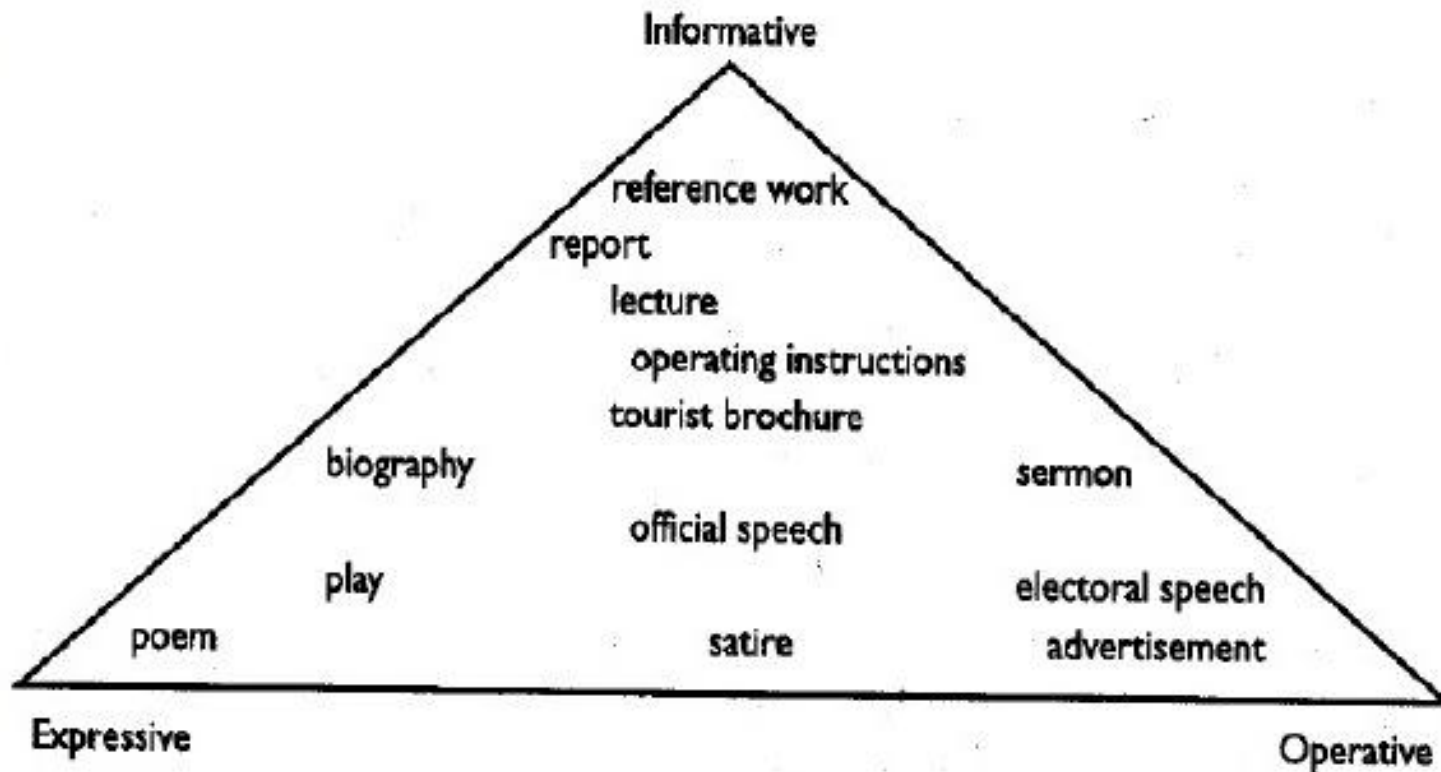 Informative
reference work
report
lecture
operating instructions
tourist brochure
biography
sermon
official speech
play
electoral speech
poem
satire
advertisement
Expressive
Operative